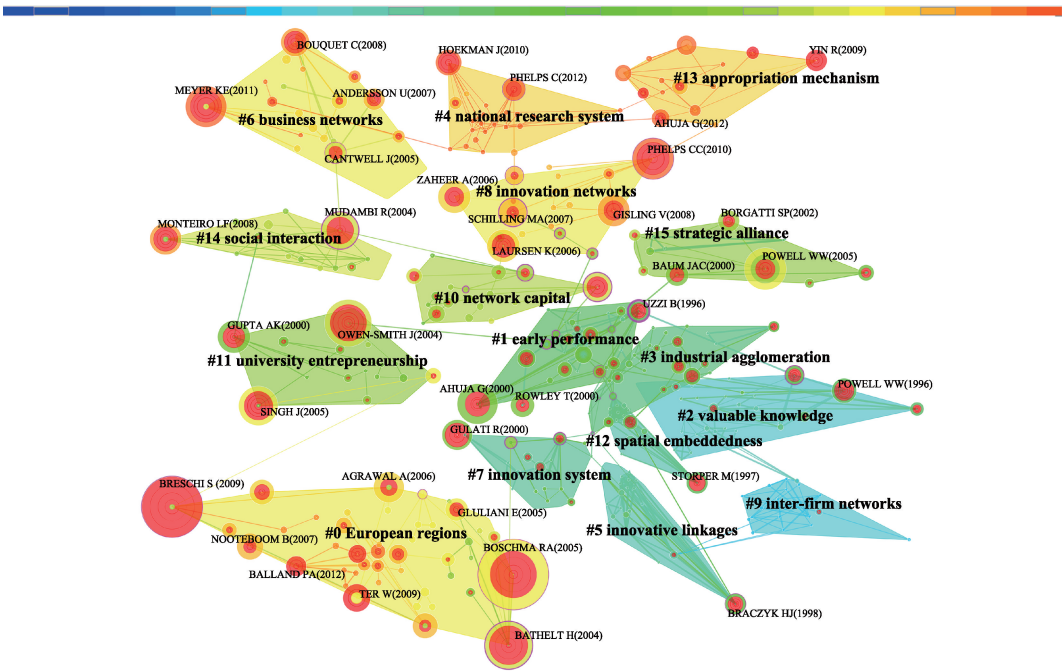 BOUQUET C(2008)
HOEKMAN J(2010)
YIN R(2009)
PHELPS C(2012)
#13 appropriation mechanism
MEYER KE(2011)
ANDERSSON U(2007)
#6 business networks
#4 national research system
AHUJA G(2012)
CANTWELL J(2005)
PHELPS CC(2010)
ZAHEER A(2006)
#8 innovation networks
MUDAMBI R(2004)
SCHILLING MA(2007)
GISLING V(2008)
BORGATTI SP(2002)
MONTEIRO LF(2008)
#14 social interaction
#15 strategic alliance
LAURSEN K(2006)
BAUM JAC(2000)
POWELL WW(2005)
#10 network capital
UZZI B(1996)
GUPTA AK(2000)
OWEN-SMITH J(2004)
#1 early performance
#11 university entrepreneurship
#3 industrial agglomeration
AHUJA G(2000)
ROWLEY T(2000)
POWELL WW(1996)
SINGH J(2005)
#2 valuable knowledge
GULATI R(2000)
#12 spatial embeddedness
#7 innovation system
STORPER M(1997)
BRESCHI S (2009)
AGRAWAL A(2006)
#9 inter-firm networks
GLULIANI E(2005)
#5 innovative linkages
NOOTEBOOM B(2007)
#0 European regions
BOSCHMA RA(2005)
BALLAND PA(2012)
TER W(2009)
BRACZYK HJ(1998)
BATHELT H(2004)